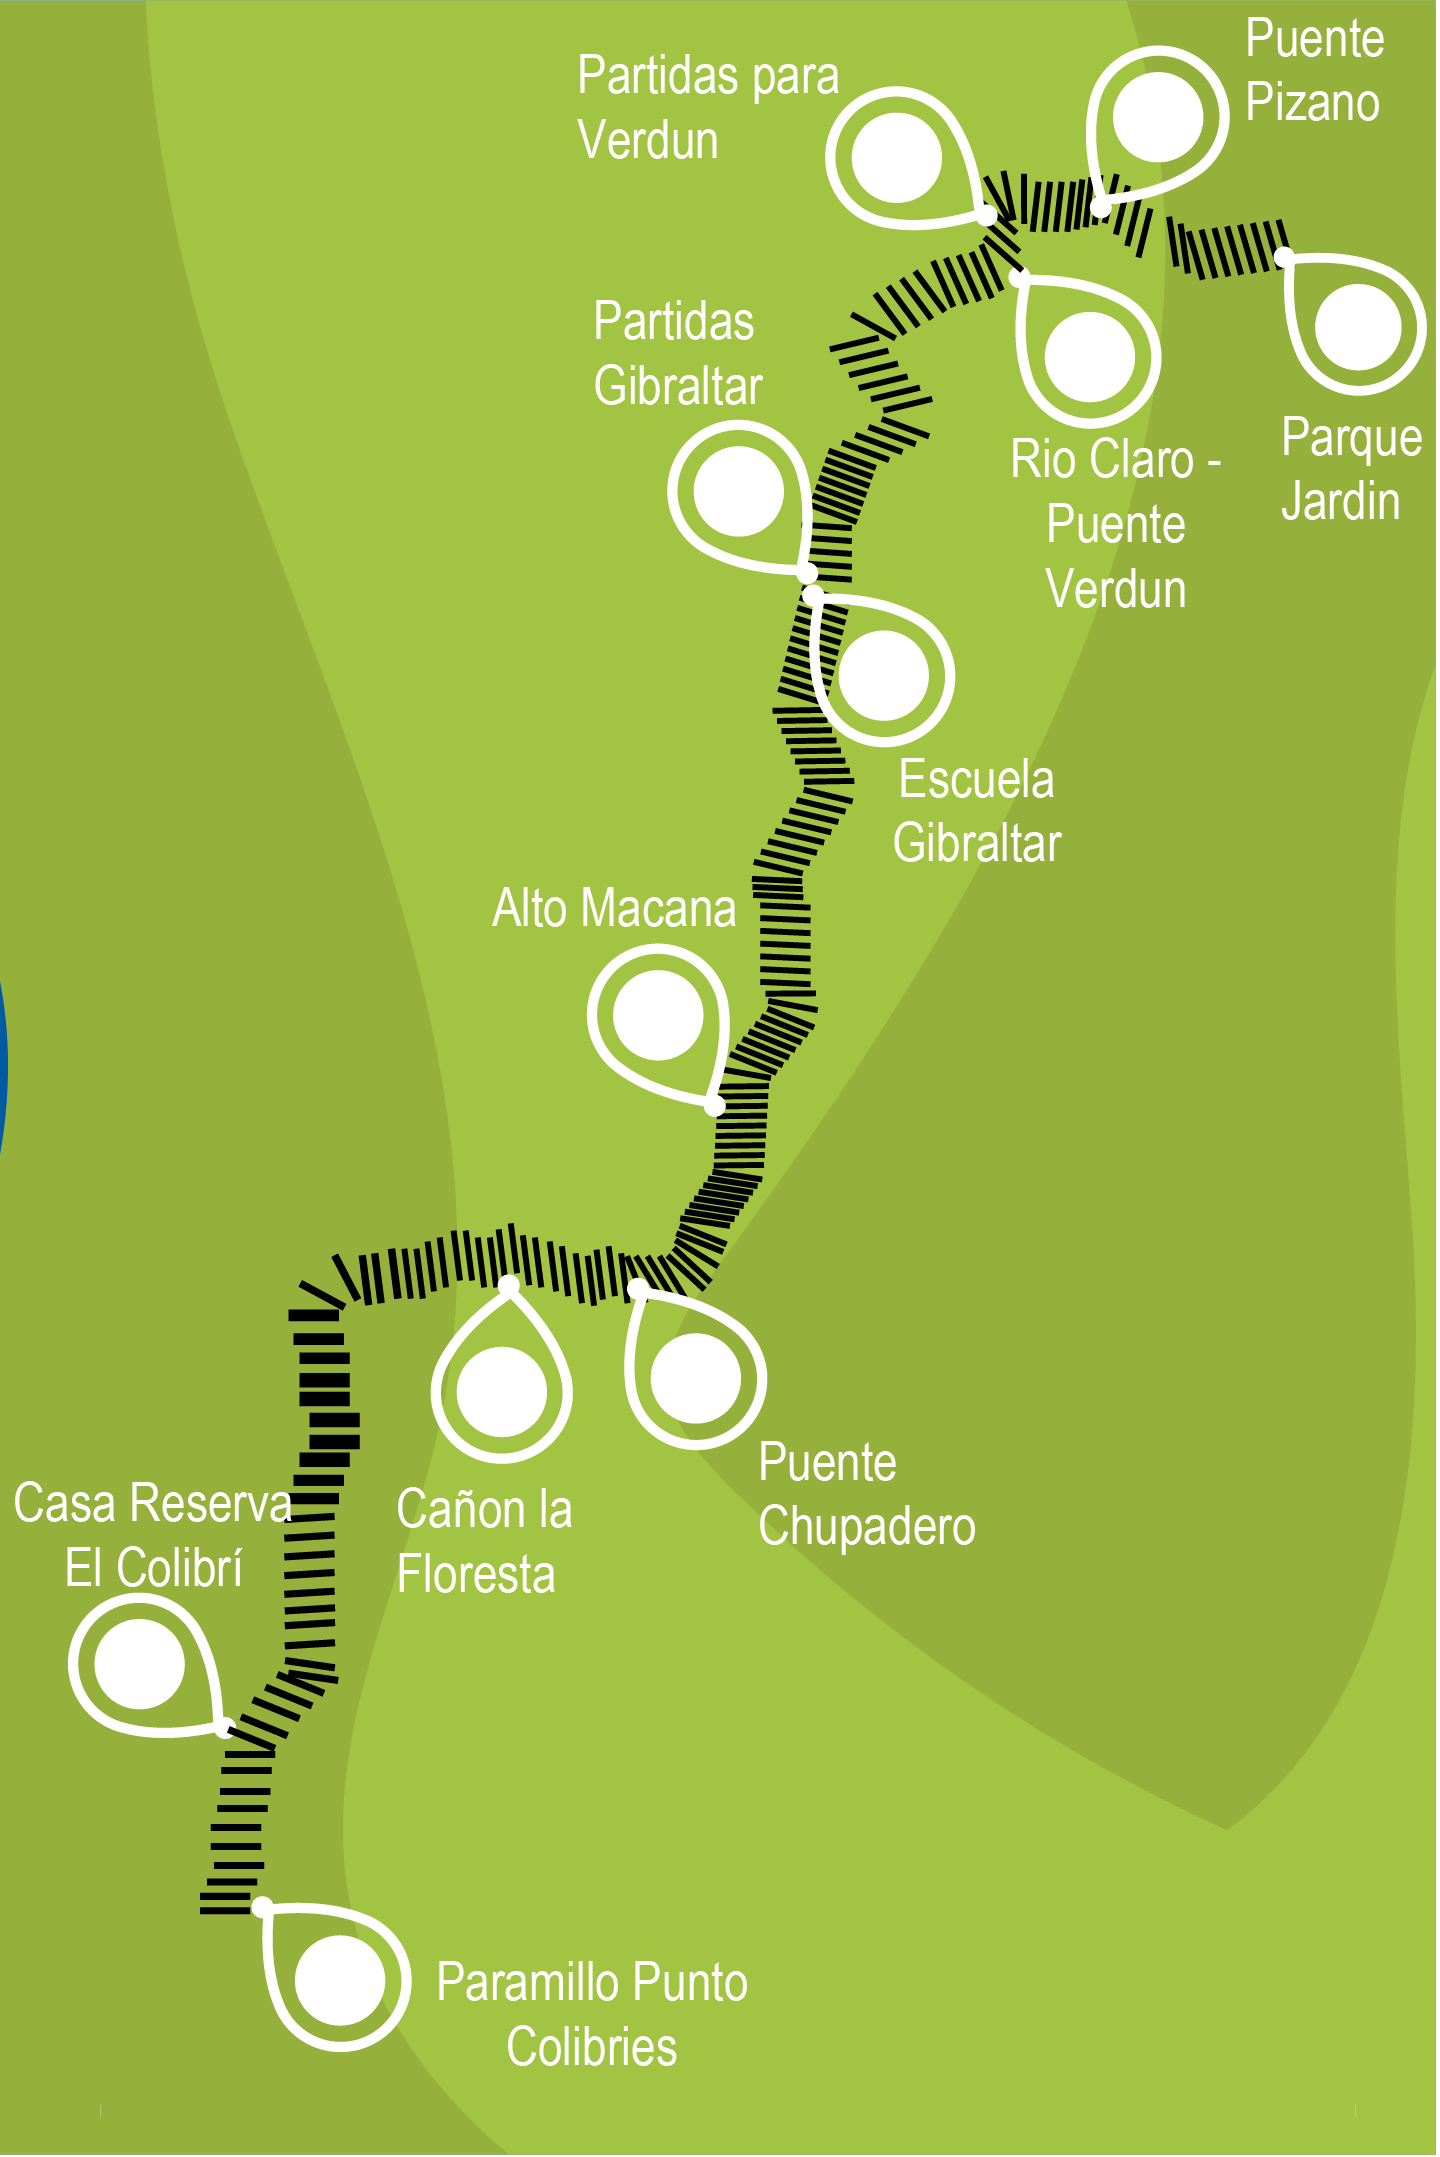 Puente
Pizano
Partidas para
Verdun
Partidas
Gibraltar
Parque
Jardin
Rio Claro -
Puente
Verdun
Escuela
Gibraltar
Alto Macana
Puente
Chupadero
Casa Reserva
El Colibrí
Cañon la
Floresta
Paramillo Punto
Colibries